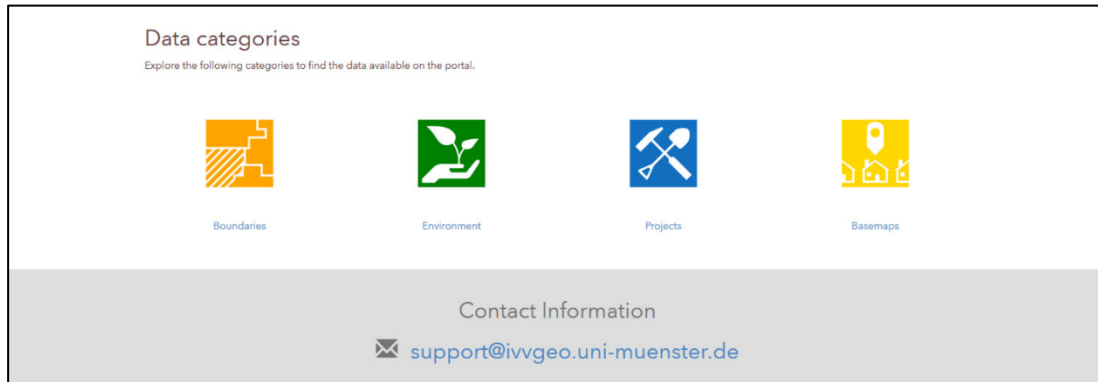 Data categories
Explore the following categories to find the data available on the portal.
Boundaries Environment Projects Basemaps
Contact Information
support@ivvgeo.uni-muenster.de